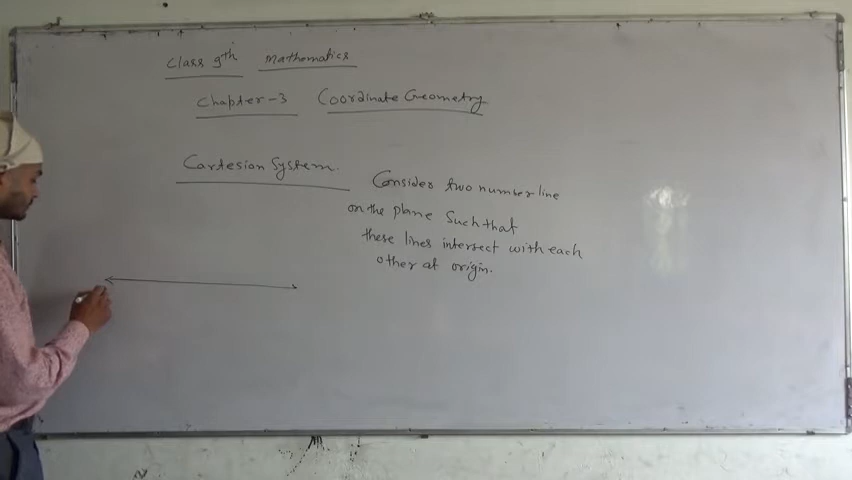 Class 9th Mathematics
Chapter-3 Coordinate Geometry
Cartesion System.
Consider two number line
on the plane Such that
these lines intersect with each
other at origin.